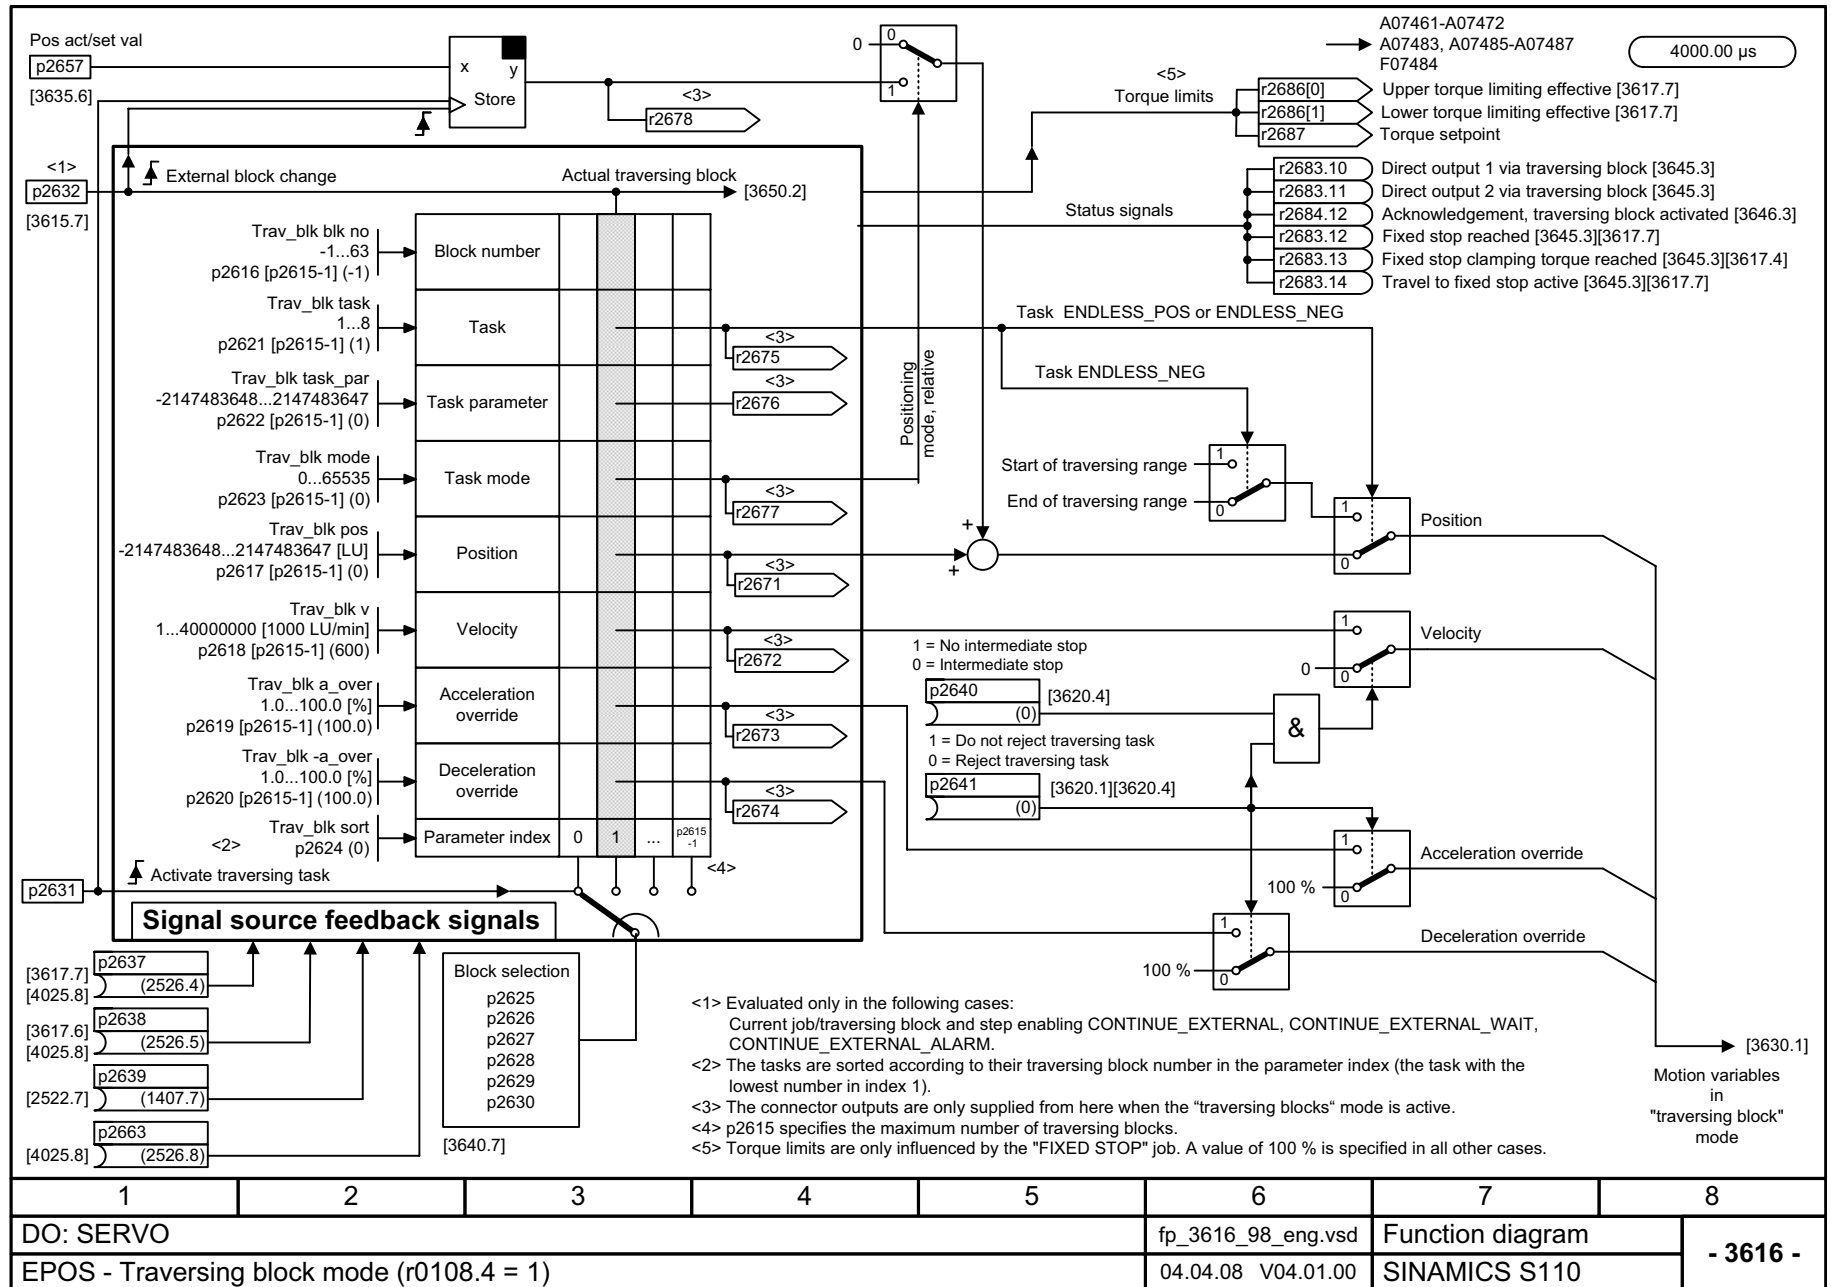 Pos act/set val
p2657
[3635.6]
x
y
Store
<3>
r2678
0
0
1
A07461-A07472
A07483, A07485-A07487
F07484
4000.00 µs
<5>
Torque limits
r2686[0] Upper torque limiting effective [3617.7]
r2686[1] Lower torque limiting effective [3617.7]
r2687 Torque setpoint
Status signals
r2683.10 Direct output 1 via traversing block [3645.3]
r2683.11 Direct output 2 via traversing block [3645.3]
r2684.12 Acknowledgement, traversing block activated [3646.3]
r2683.12 Fixed stop reached [3645.3][3617.7]
r2683.13 Fixed stop clamping torque reached [3645.3][3617.4]
r2683.14 Travel to fixed stop active [3645.3][3617.7]
<1>
p2632
[3615.7]
External block change
Actual traversing block
[3650.2]
Trav_blk blk no
-1...63
p2616 [p2615-1] (-1)
Block number
Trav_blk task
1...8
p2621 [p2615-1] (1)
Task
<3>
r2675
Trav_blk task_par
-2147483648...2147483647
p2622 [p2615-1] (0)
Task parameter
<3>
r2676
Trav_blk mode
0...65535
p2623 [p2615-1] (0)
Task mode
<3>
r2677
Trav_blk pos
-2147483648...2147483647 [LU]
p2617 [p2615-1] (0)
Position
<3>
r2671
Trav_blk v
1...40000000 [1000 LU/min]
p2618 [p2615-1] (600)
Velocity
<3>
r2672
Trav_blk a_over
1.0...100.0 [%]
p2619 [p2615-1] (100.0)
Acceleration
override
<3>
r2673
Trav_blk -a_over
1.0...100.0 [%]
p2620 [p2615-1] (100.0)
Deceleration
override
<3>
r2674
<2>
Trav_blk sort
p2624 (0)
Parameter index
0
1
...
p2615
-1
<4>
p2631
Activate traversing task
Signal source feedback signals
Positioning
mode, relative
Task ENDLESS_POS or ENDLESS_NEG
Task ENDLESS_NEG
Start of traversing range
End of traversing range
1
0
+
+
1
0
Position
1 = No intermediate stop
0 = Intermediate stop
p2640
(0)
[3620.4]
1 = Do not reject traversing task
0 = Reject traversing task
p2641
(0)
[3620.1][3620.4]
&
1
0
0
Velocity
1
100 %
0
Acceleration override
1
100 %
0
Deceleration override
[3617.7]
[4025.8]
p2637
(2526.4)
[3617.6]
[4025.8]
p2638
(2526.5)
[2522.7]
p2639
(1407.7)
[4025.8]
p2663
(2526.8)
Block selection
p2625
p2626
p2627
p2628
p2629
p2630
[3640.7]
<1> Evaluated only in the following cases:
Current job/traversing block and step enabling CONTINUE_EXTERNAL, CONTINUE_EXTERNAL_WAIT,
CONTINUE_EXTERNAL_ALARM.
<2> The tasks are sorted according to their traversing block number in the parameter index (the task with the
lowest number in index 1).
<3> The connector outputs are only supplied from here when the “traversing blocks“ mode is active.
<4> p2615 specifies the maximum number of traversing blocks.
<5> Torque limits are only influenced by the "FIXED STOP" job. A value of 100 % is specified in all other cases.
[3630.1]
Motion variables
in
"traversing block"
mode
1 2 3 4 5 6 7 8
DO: SERVO
fp_3616_98_eng.vsd
Function diagram
- 3616 -
EPOS - Traversing block mode (r0108.4 = 1)
04.04.08 V04.01.00
SINAMICS S110